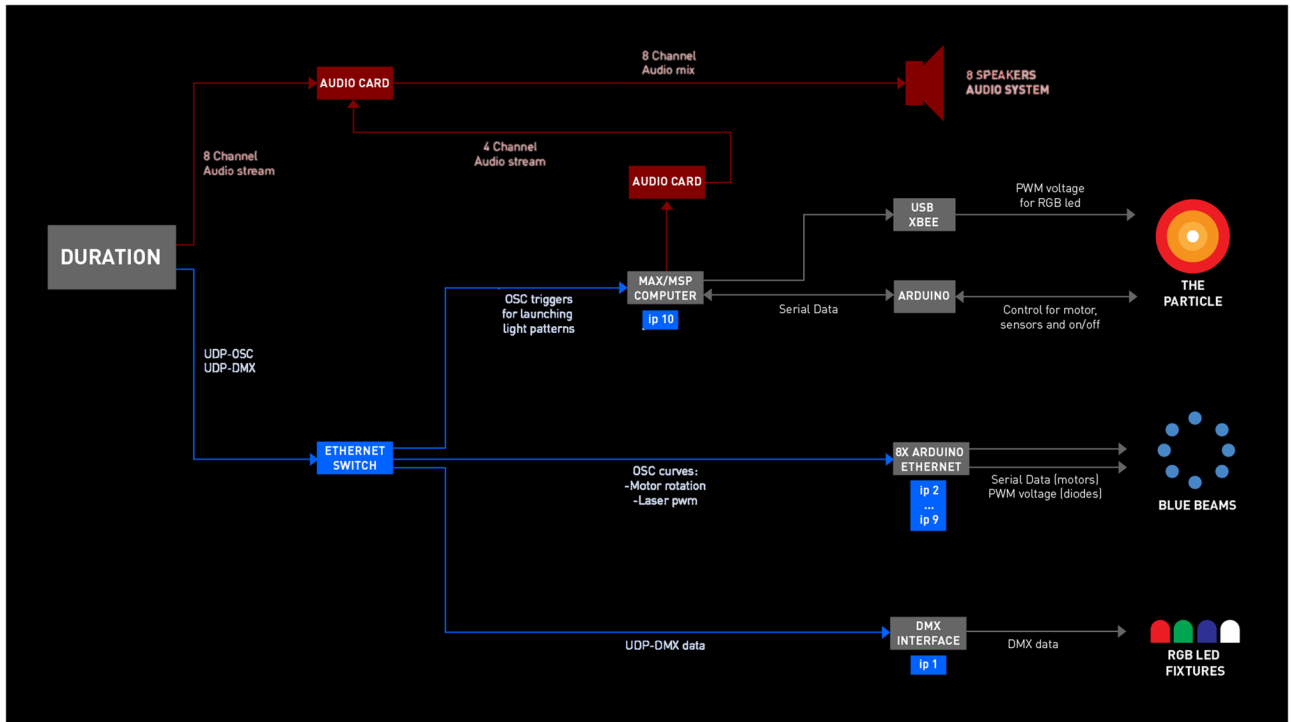 8 Channel
Audio mix
AUDIO CARD
8 SPEAKERS
AUDIO SYSTEM
8 Channel
Audio stream
4 Channel
Audio stream
AUDIO CARD
PWM voltage
for RGB led
USB
XBEE
DURATION
MAX/MSP
COMPUTER
ip 10
OSC triggers
for launching
light patterns
Serial Data
ARDUINO
Control for motor,
sensors and on/off
THE
PARTICLE
UDP-OSC
UDP-DMX
ETHERNET
SWITCH
OSC curves:
-Motor rotation
-Laser pwm
8X ARDUINO
ETHERNET
ip 2
...
ip 9
Serial Data (motors)
PWM voltage (diodes)
BLUE BEAMS
UDP-DMX data
DMX
INTERFACE
ip 1
DMX data
RGB LED
FIXTURES